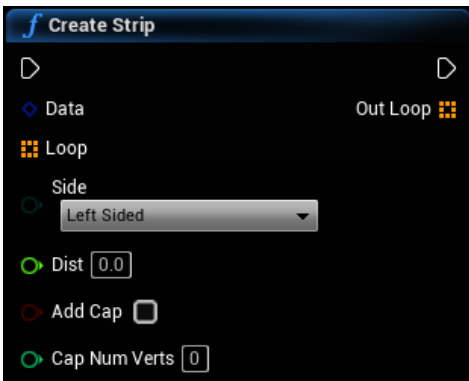 f Create Strip
Data
Out Loop
Loop
Side
Left Sided
Dist 0.0
Add Cap
Cap Num Verts 0